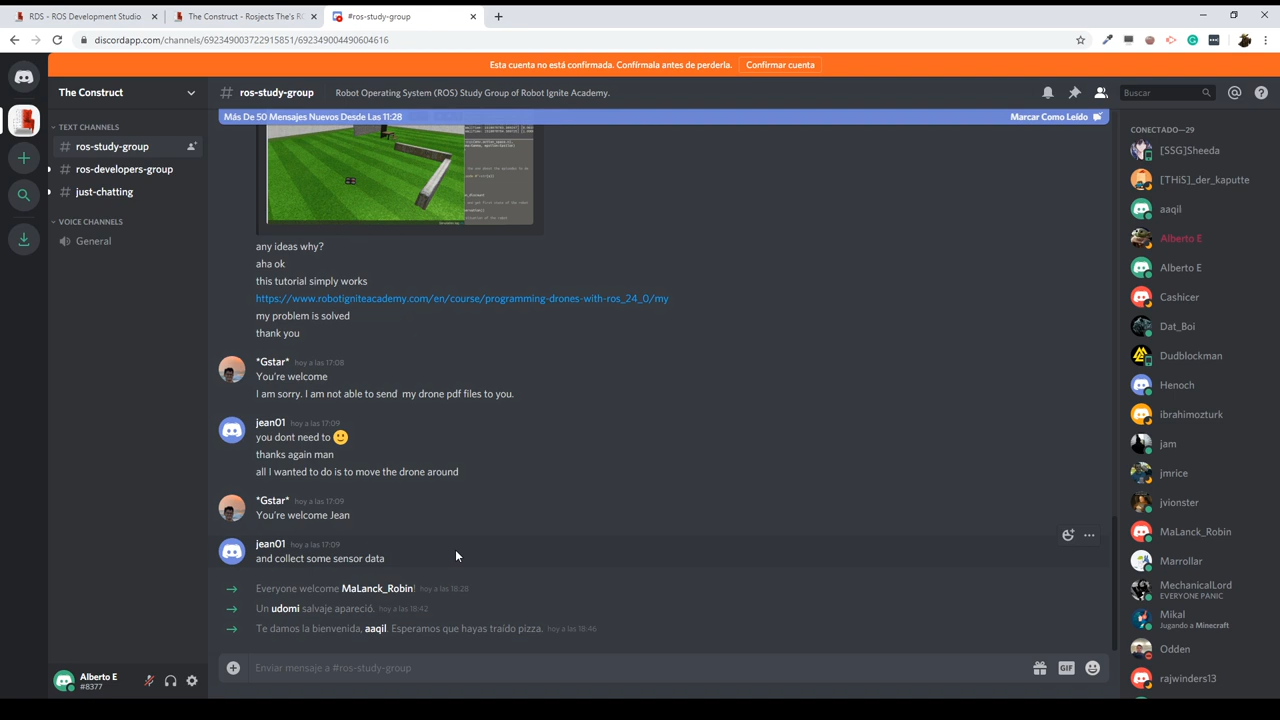 RDS - ROS Development Studio
The Construct - Rosjects The's RO
#ros-study-group
discordapp.com/channels/692349003722915851/692349004490604616
Esta cuenta no está confirmada. Confírmala antes de perderla.
Confirmar cuenta
The Construct
ros-study-group
Robot Operating System (ROS) Study Group of Robot Ignite Academy.
Buscar
Más De 50 Mensajes Nuevos Desde Las 11:28
Marcar Como Leído
TEXT CHANNELS
ros-study-group
ros-developers-group
just-chatting
VOICE CHANNELS
General
any ideas why?
aha ok
this tutorial simply works
https://www.robotigniteacademy.com/en/course/programming-drones-with-ros_24_0/my
my problem is solved
thank you
*Gstar* hoy a las 17:08
You're welcome
I am sorry. I am not able to send my drone pdf files to you.
jean01 hoy a las 17:09
you dont need to
thanks again man
all I wanted to do is to move the drone around
*Gstar* hoy a las 17:09
You're welcome Jean
jean01 hoy a las 17:09
and collect some sensor data
Everyone welcome MaLanck_Robin! hoy a las 18:28
Un udomi salvaje apareció. hoy a las 18:42
Te damos la bienvenida, aaqil. Esperamos que hayas traído pizza. hoy a las 18:46
Enviar mensaje a #ros-study-group
GIF
Alberto E
#8377
CONECTADO—29
[SSG]Sheeda
[THiS]_der_kaputte
aaqil
Alberto E
Alberto E
Cashicer
Dat_Boi
Dudblockman
Henoch
ibrahimozturk
jam
jmrice
jvionster
MaLanck_Robin
Marrollar
MechanicalLord
EVERYONE PANIC
Mikal
Jugando a Minecraft
Odden
rajwinders13